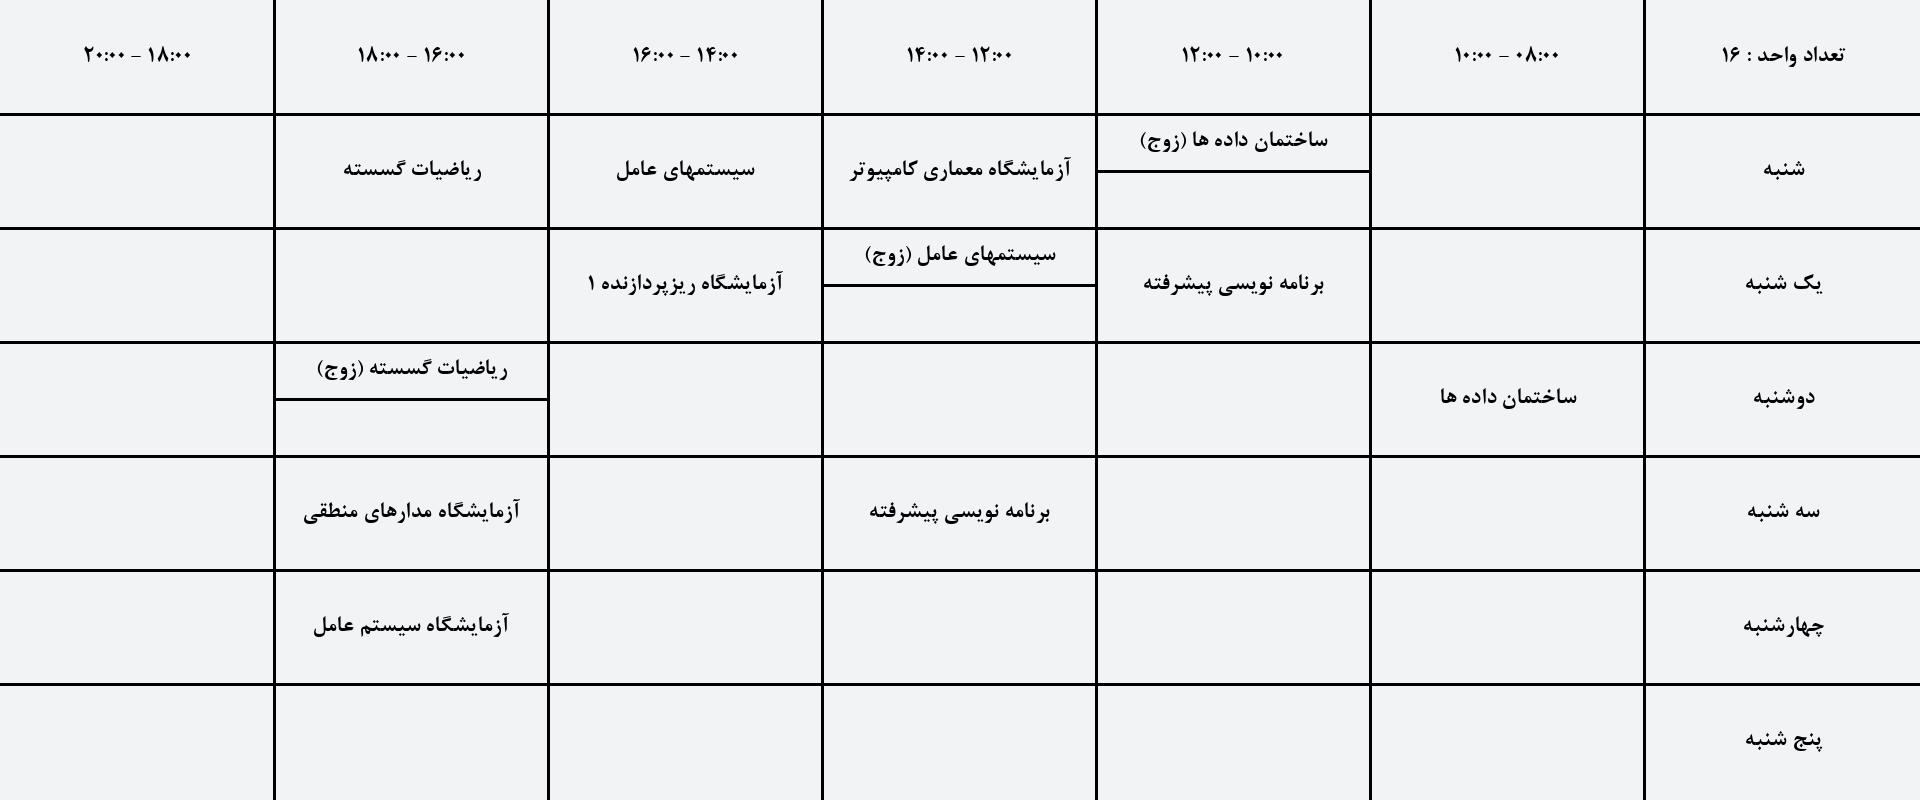 تعداد واحد : ۱۶
۰۸:۰۰ - ۱۰:۰۰
۱۰:۰۰ - ۱۲:۰۰
۱۲:۰۰ - ۱۴:۰۰
۱۴:۰۰ - ۱۶:۰۰
۱۶:۰۰ - ۱۸:۰۰
۱۸:۰۰ - ۲۰:۰۰
شنبه
ساختمان داده ها (زوج)
آزمایشگاه معماری کامپیوتر
سیستمهای عامل
ریاضیات گسسته
یک شنبه
برنامه نویسی پیشرفته
سیستمهای عامل (زوج)
آزمایشگاه ریزپردازنده ۱
دوشنبه
ساختمان داده ها
ریاضیات گسسته (زوج)
سه شنبه
برنامه نویسی پیشرفته
آزمایشگاه مدارهای منطقی
چهارشنبه
آزمایشگاه سیستم عامل
پنج شنبه